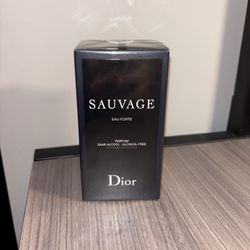 SAUVAGE
EAU FORTE
PARFUM
SANS ALCOOL - ALCOHOL-FREE
Dior